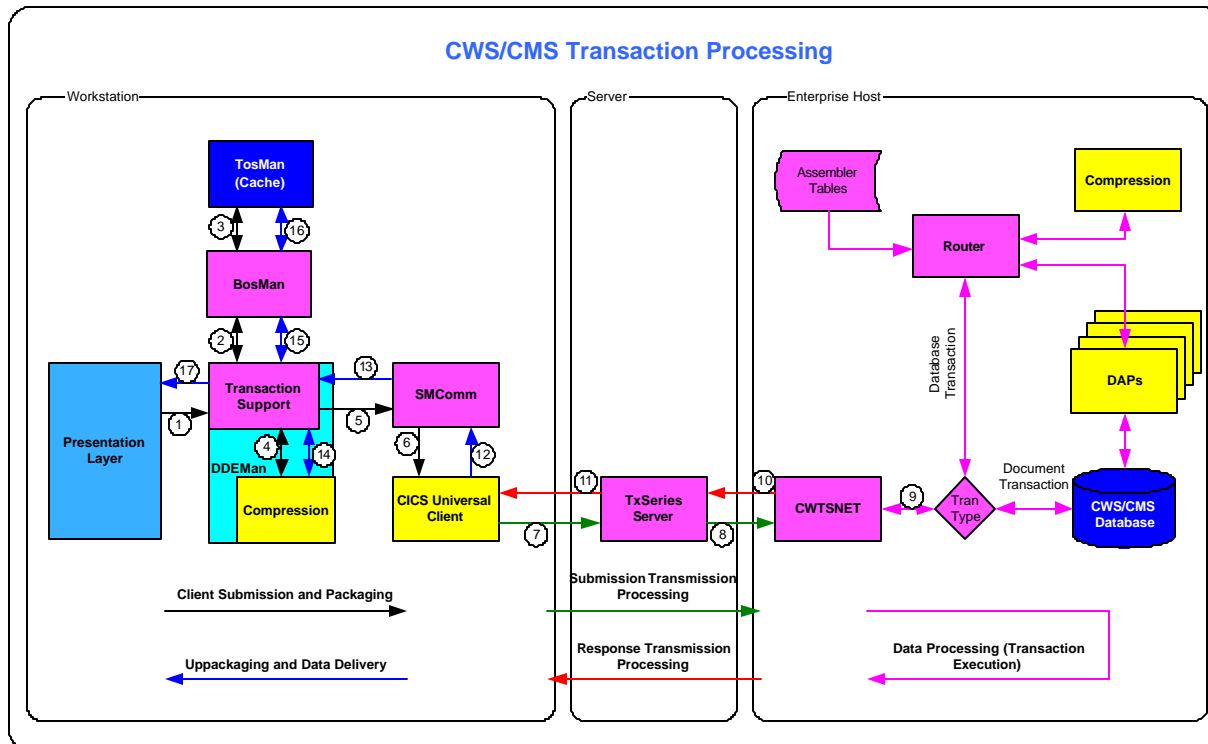 CWS/CMS Transaction Processing
Workstation
Server
Enterprise Host
TosMan
(Cache)
Assembler
Tables
Compression
3
16
Router
BosMan
2
15
Database
Transaction
17
13
Transaction
Support
SMComm
DAPs
1
5
Presentation
Layer
4
6
14
12
DDEMan
Document
Transaction
Compression
CICS Universal
Client
11
TxSeries
Server
10
CWTSNET
9
Tran
Type
CWS/CMS
Database
7
8
Client Submission and Packaging
Submission Transmission
Processing
Uppackaging and Data Delivery
Response Transmission
Processing
Data Processing (Transaction
Execution)